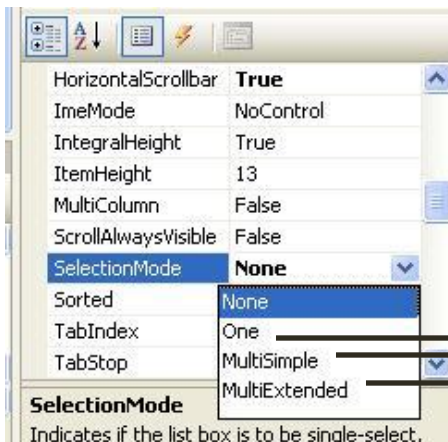 HorizontalScrollbar True
ImeMode NoControl
IntegralHeight True
ItemHeight 13
MultiColumn False
ScrollAlwaysVisible False
SelectionMode None
Sorted None
TabIndex One
TabStop MultiSimple
MultiExtended
SelectionMode
Indicates if the list box is to be single-select,